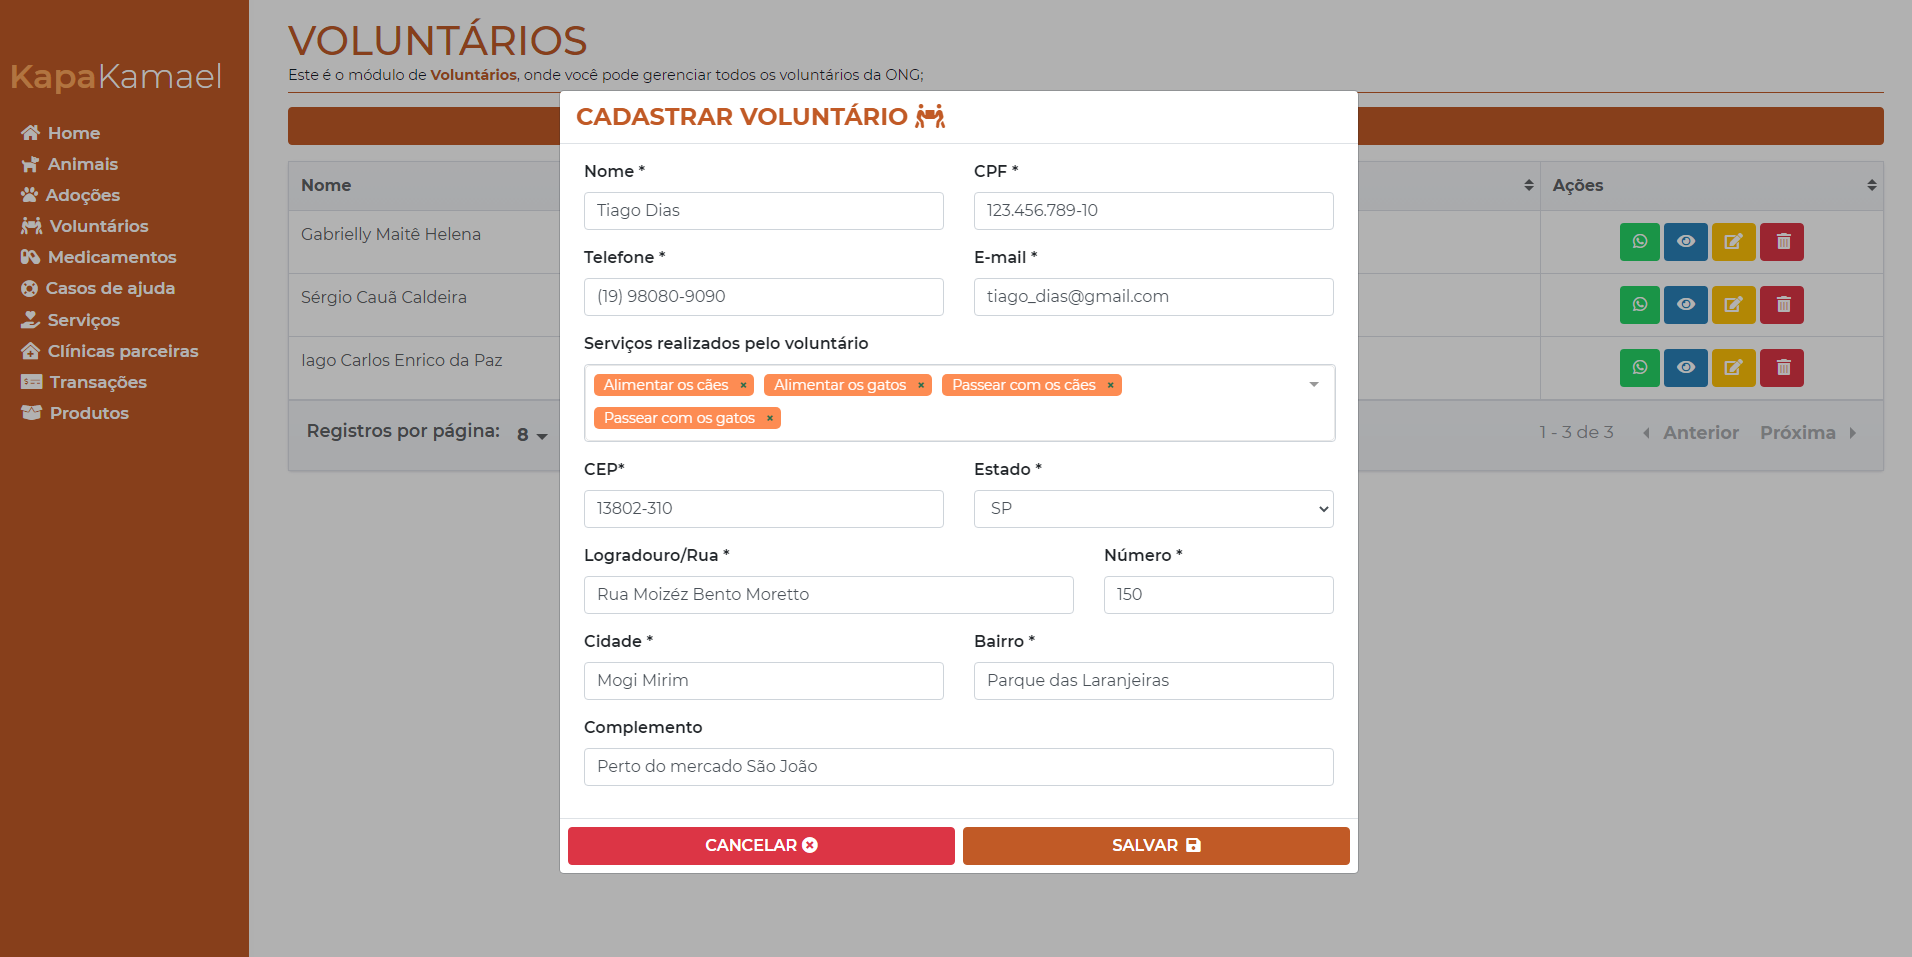 KapaKamael
Home
Animais
Adoções
Voluntários
Medicamentos
Casos de ajuda
Serviços
Clínicas parceiras
Transações
Produtos
VOLUNTÁRIOS
Este é o módulo de Voluntários, onde você pode gerenciar todos os voluntários da ONG;
Nome
Ações
Gabrielly Maitê Helena
Sérgio Cauã Caldeira
Iago Carlos Enrico da Paz
Registros por página: 8
1 - 3 de 3 Anterior Próxima
CADASTRAR VOLUNTÁRIO
Nome * CPF *
Tiago Dias 123.456.789-10
Telefone * E-mail *
(19) 98080-9090 tiago_dias@gmail.com
Serviços realizados pelo voluntário
Alimentar os cães × Alimentar os gatos × Passear com os cães ×
Passear com os gatos ×
CEP* Estado *
13802-310 SP
Logradouro/Rua * Número *
Rua Moizéz Bento Moretto 150
Cidade * Bairro *
Mogi Mirim Parque das Laranjeiras
Complemento
Perto do mercado São João
CANCELAR SALVAR